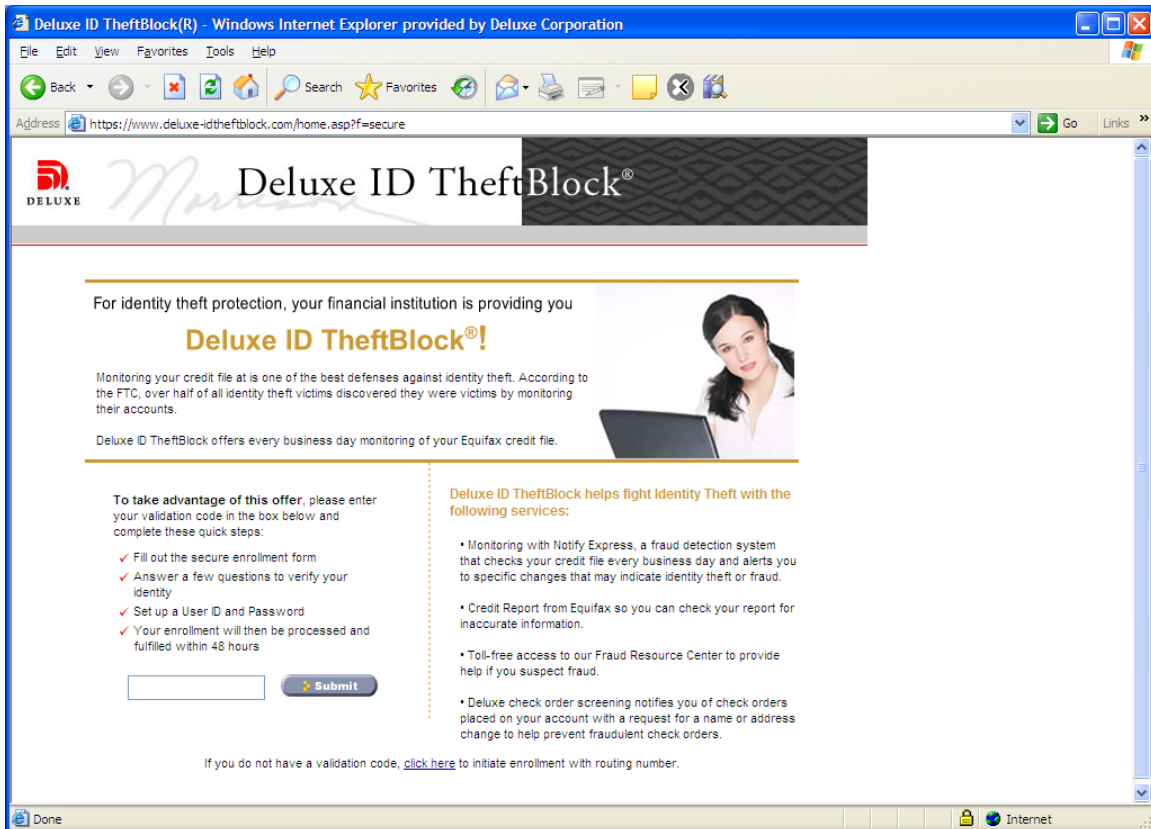 Deluxe ID TheftBlock(R) - Windows Internet Explorer provided by Deluxe Corporation
File Edit View Favorites Tools Help
Back Search Favorites
Address https://www.deluxe-idtheftblock.com/home.asp?f=secure Go Links »
DELUXE
Morrison
Deluxe ID TheftBlock®
For identity theft protection, your financial institution is providing you
Deluxe ID TheftBlock®!
Monitoring your credit file at is one of the best defenses against identity theft. According to
the FTC, over half of all identity theft victims discovered they were victims by monitoring
their accounts.
Deluxe ID TheftBlock offers every business day monitoring of your Equifax credit file.
To take advantage of this offer, please enter
your validation code in the box below and
complete these quick steps:
✓ Fill out the secure enrollment form
✓ Answer a few questions to verify your
identity
✓ Set up a User ID and Password
✓ Your enrollment will then be processed and
fulfilled within 48 hours
Submit
Deluxe ID TheftBlock helps fight Identity Theft with the
following services:
• Monitoring with Notify Express, a fraud detection system
that checks your credit file every business day and alerts you
to specific changes that may indicate identity theft or fraud.
• Credit Report from Equifax so you can check your report for
inaccurate information.
• Toll-free access to our Fraud Resource Center to provide
help if you suspect fraud.
• Deluxe check order screening notifies you of check orders
placed on your account with a request for a name or address
change to help prevent fraudulent check orders.
If you do not have a validation code, click here to initiate enrollment with routing number.
Done Internet